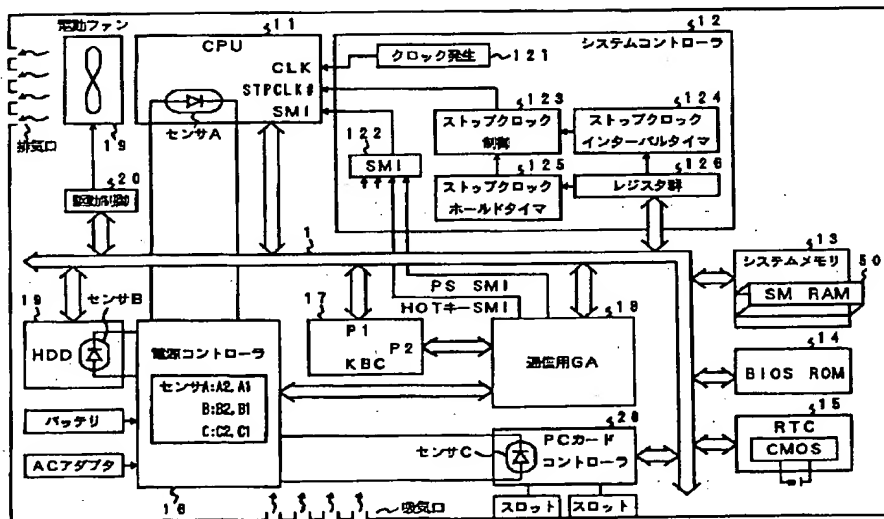 電動ファン
11
CPU
CLK
STPCLK#
SMI
センサA
12
システムコントローラ
クロック発生
121
122
SMI
123
ストップクロック
制御
124
ストップクロック
インターバルタイマ
125
ストップクロック
ホールドタイマ
126
レジスタ群
排気口
19
20
駆動制御
1
PS SMI
HOTキーSMI
13
システムメモリ
50
SM RAM
19
センサB
HDD
電源コントローラ
センサA:A2,A1
B:B2,B1
C:C2,C1
17
P1
P2
KBC
18
通信用GA
14
BIOS ROM
15
RTC
CMOS
バッテリ
ACアダプタ
16
センサC
28
PCカード
コントローラ
吸気口
スロット
スロット